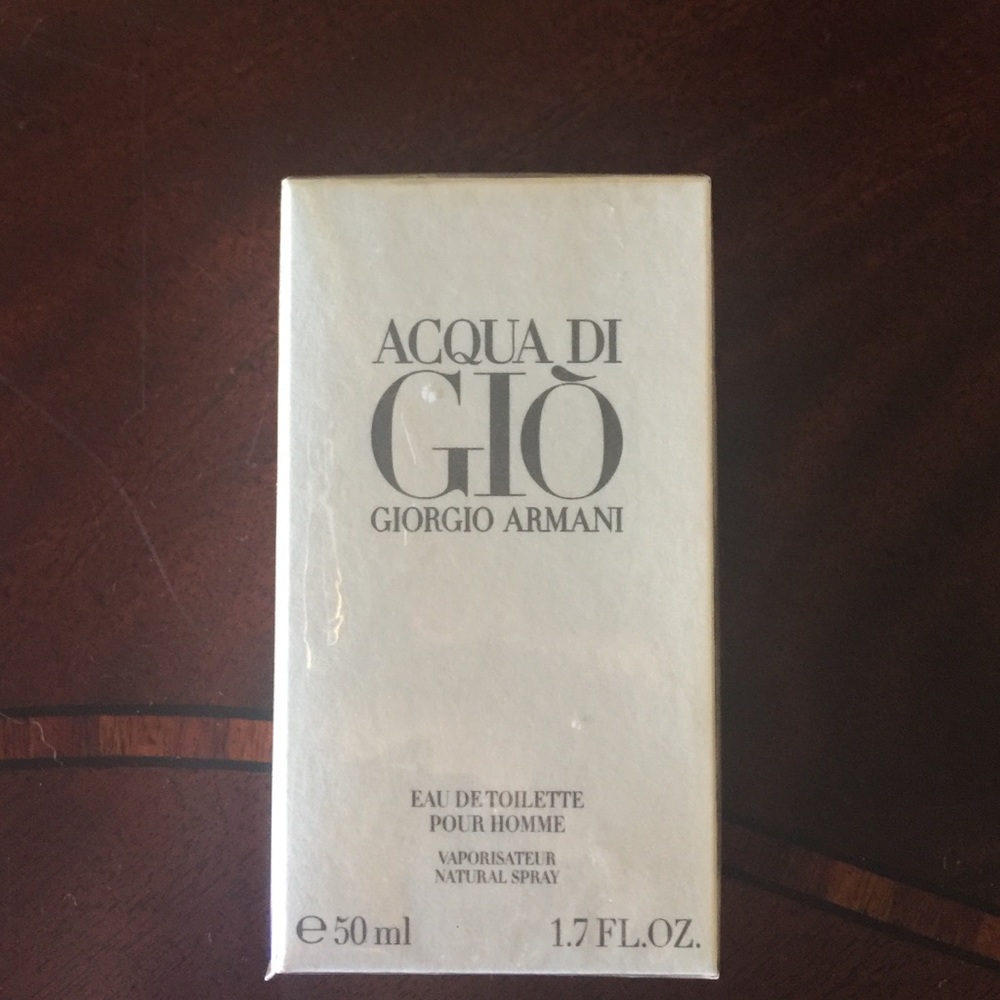 ACQUA DI
GIÒ
GIORGIO ARMANI
EAU DE TOILETTE
POUR HOMME
VAPORISATEUR
NATURAL SPRAY
℮ 50 ml 1.7 FL.OZ.